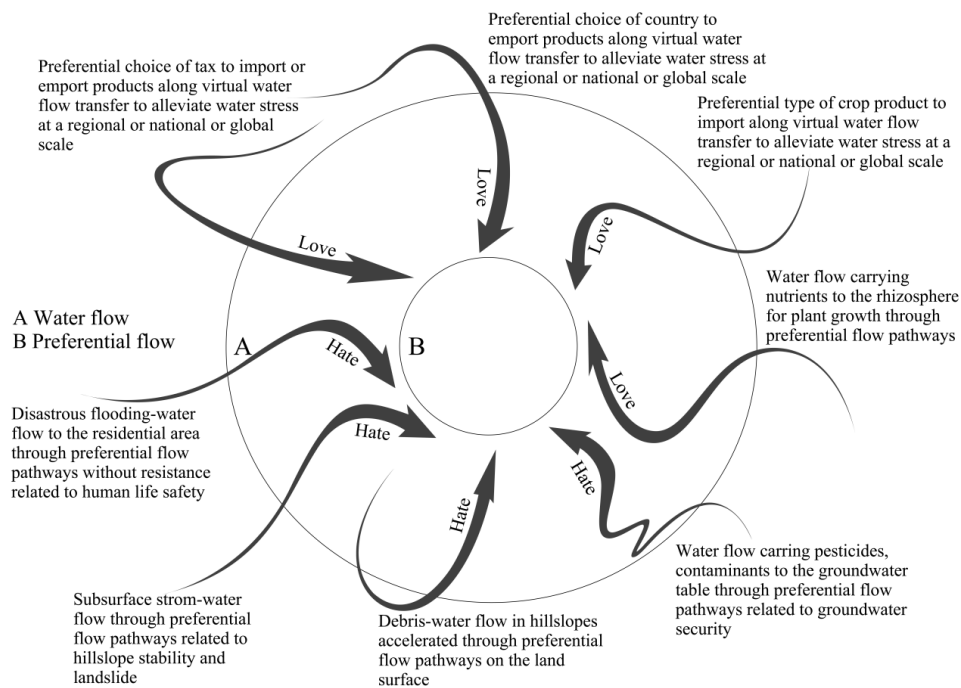 Preferential choice of country to
emport products along virtual water
flow transfer to alleviate water stress at
a regional or national or global scale
Preferential choice of tax to import or
emport products along virtual water
flow transfer to alleviate water stress
at a regional or national or global
scale
Preferential type of crop product to
import along virtual water flow
transfer to alleviate water stress at a
regional or national or global scale
Love
Love
Love
Water flow carrying
nutrients to the rhizosphere
for plant growth through
preferential flow pathways
A Water flow
B Preferential flow
A
B
Hate
Love
Disastrous flooding-water
flow to the residential area
through preferential flow
pathways without resistance
related to human life safety
Hate
Hate
Hate
Water flow carring pesticides,
contaminants to the groundwater
table through preferential flow
pathways related to groundwater
security
Subsurface strom-water
flow through preferential
flow pathways related to
hillslope stability and
landslide
Debris-water flow in hillslopes
accelerated through preferential
flow pathways on the land
surface